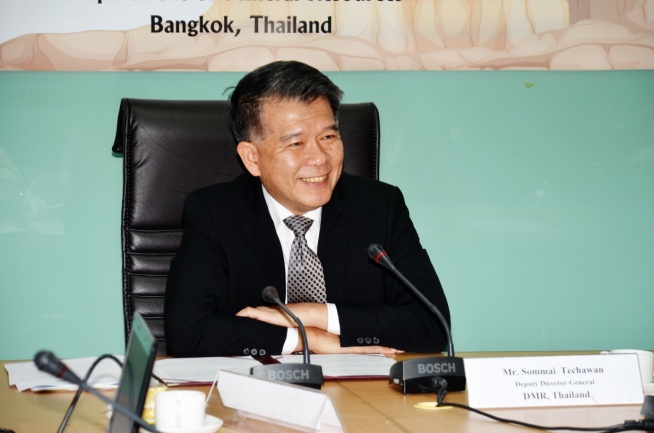 Bangkok, Thailand
BOSCH
BOSCH
Mr. Sommai Techawan
Deputy Director-General
DMR, Thailand